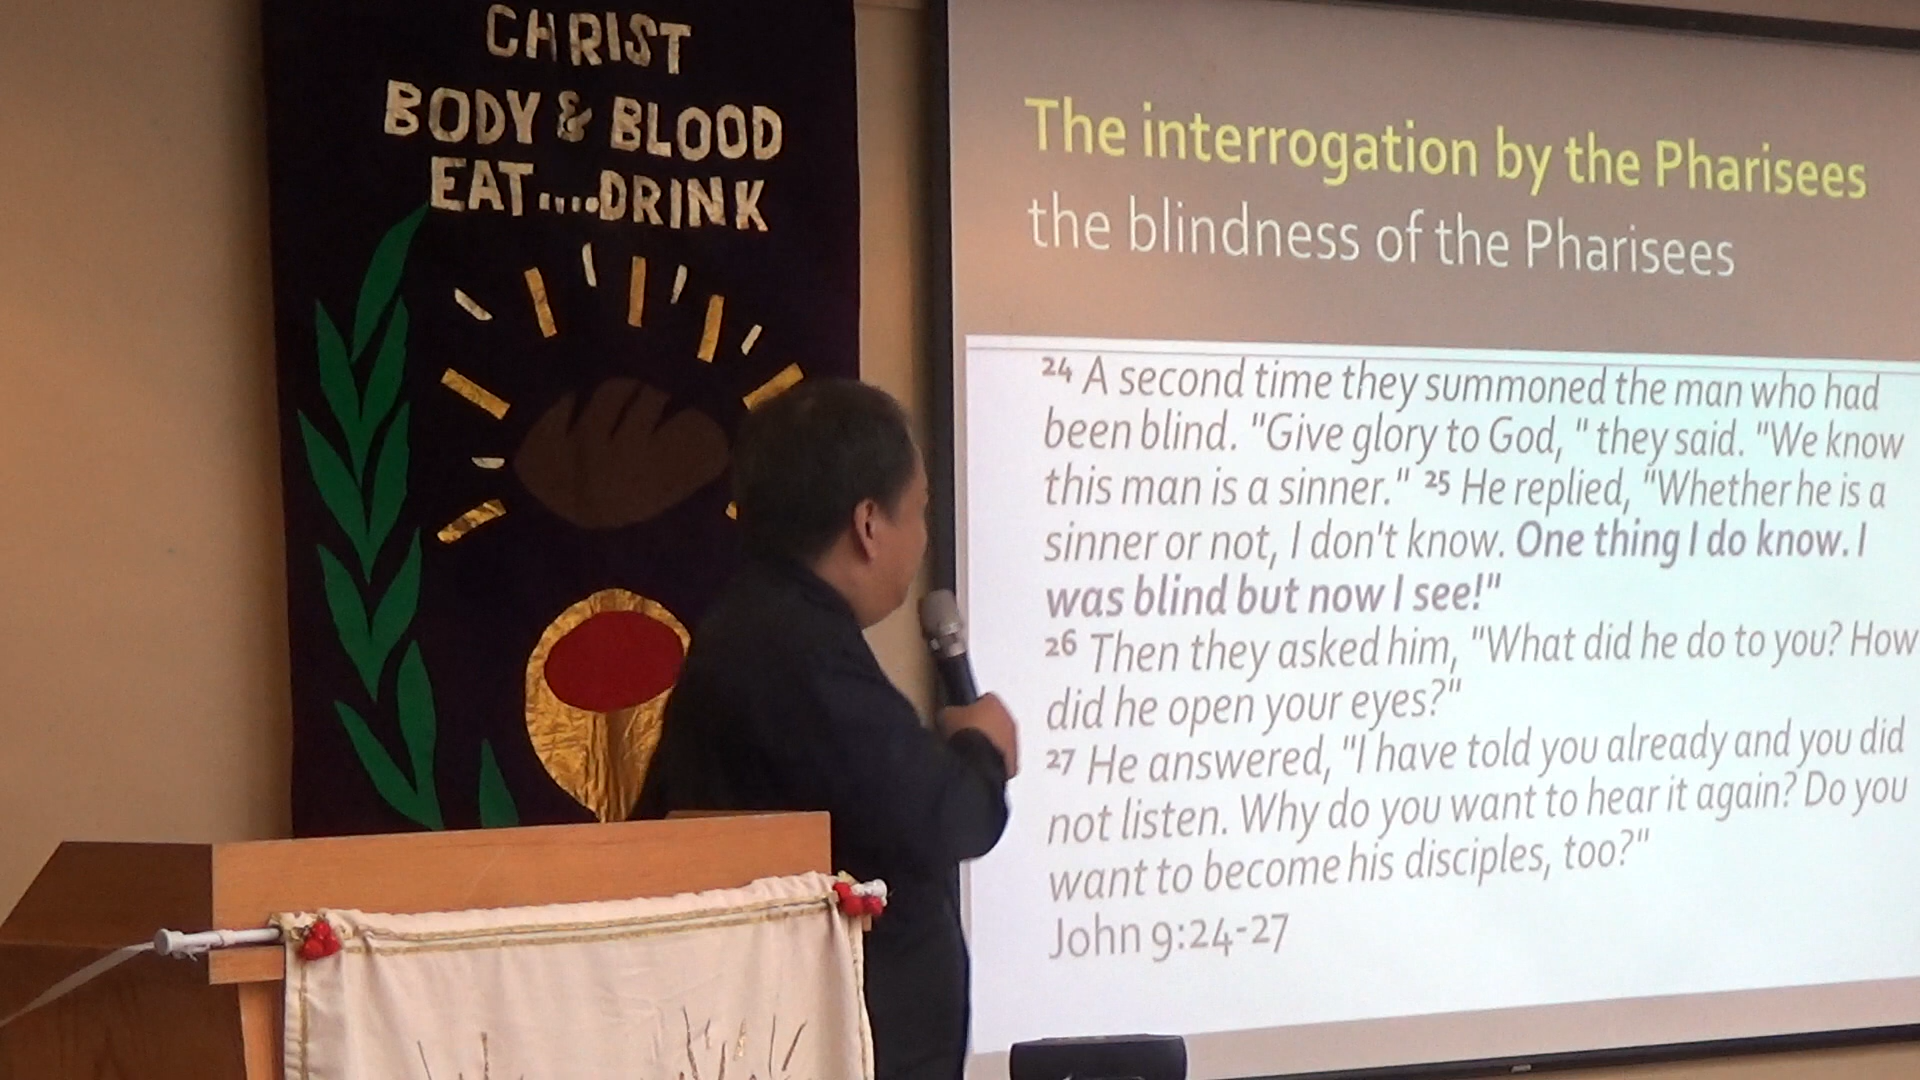 CHRIST
BODY & BLOOD
EAT....DRINK
The interrogation by the Pharisees
the blindness of the Pharisees
24 A second time they summoned the man who had
been blind. "Give glory to God, " they said. "We know
this man is a sinner." 25 He replied, "Whether he is a
sinner or not, I don't know. One thing I do know. I
was blind but now I see!"
26 Then they asked him, "What did he do to you? How
did he open your eyes?"
27 He answered, "I have told you already and you did
not listen. Why do you want to hear it again? Do you
want to become his disciples, too?"
John 9:24-27